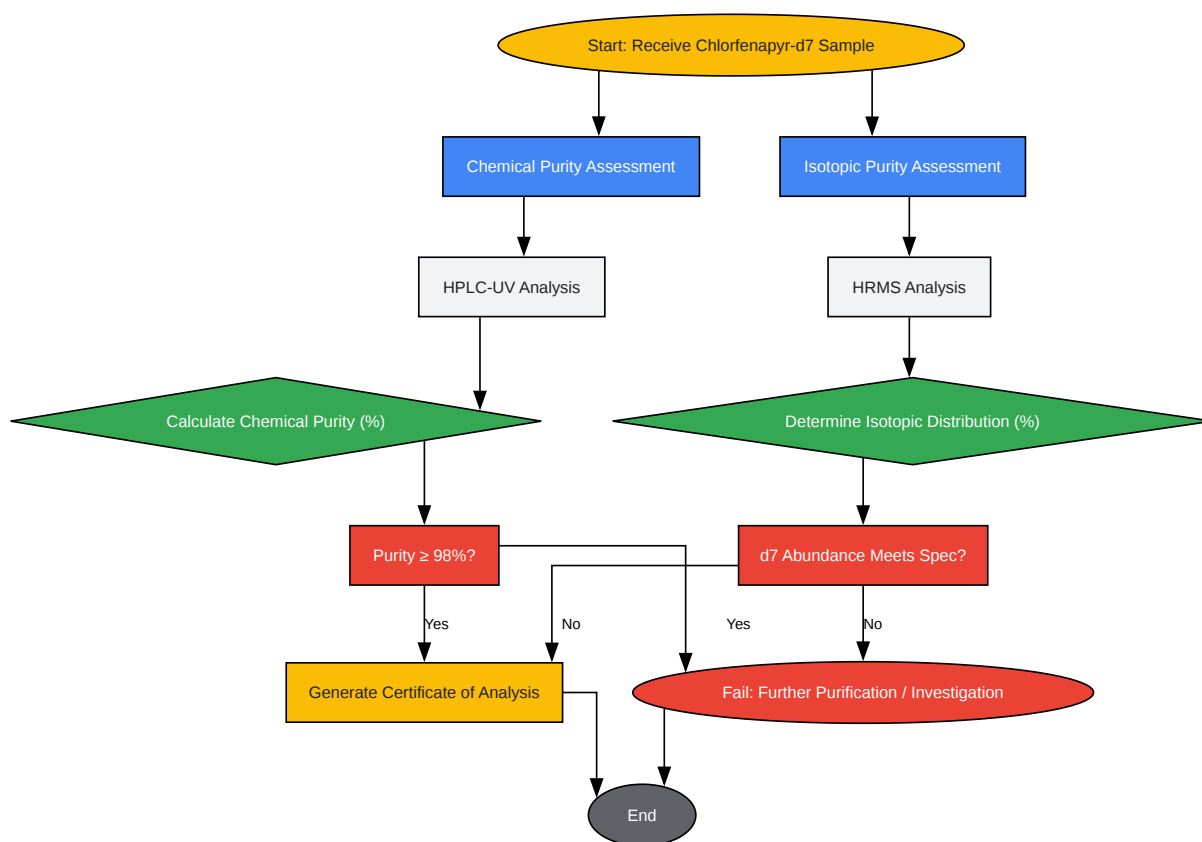 Start: Receive Chlorfenapyr-d7 Sample
Chemical Purity Assessment
Isotopic Purity Assessment
HPLC-UV Analysis
HRMS Analysis
Calculate Chemical Purity (%)
Determine Isotopic Distribution (%)
Purity ≥ 98%?
d7 Abundance Meets Spec?
Yes
No
Yes
No
Generate Certificate of Analysis
Fail: Further Purification / Investigation
End